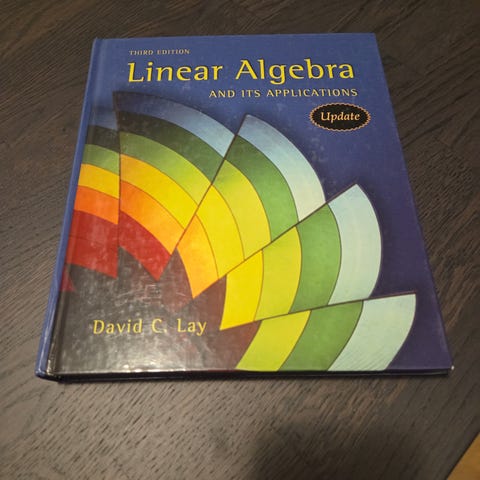 THIRD EDITION
Linear Algebra
AND ITS APPLICATIONS
Update
David C. Lay